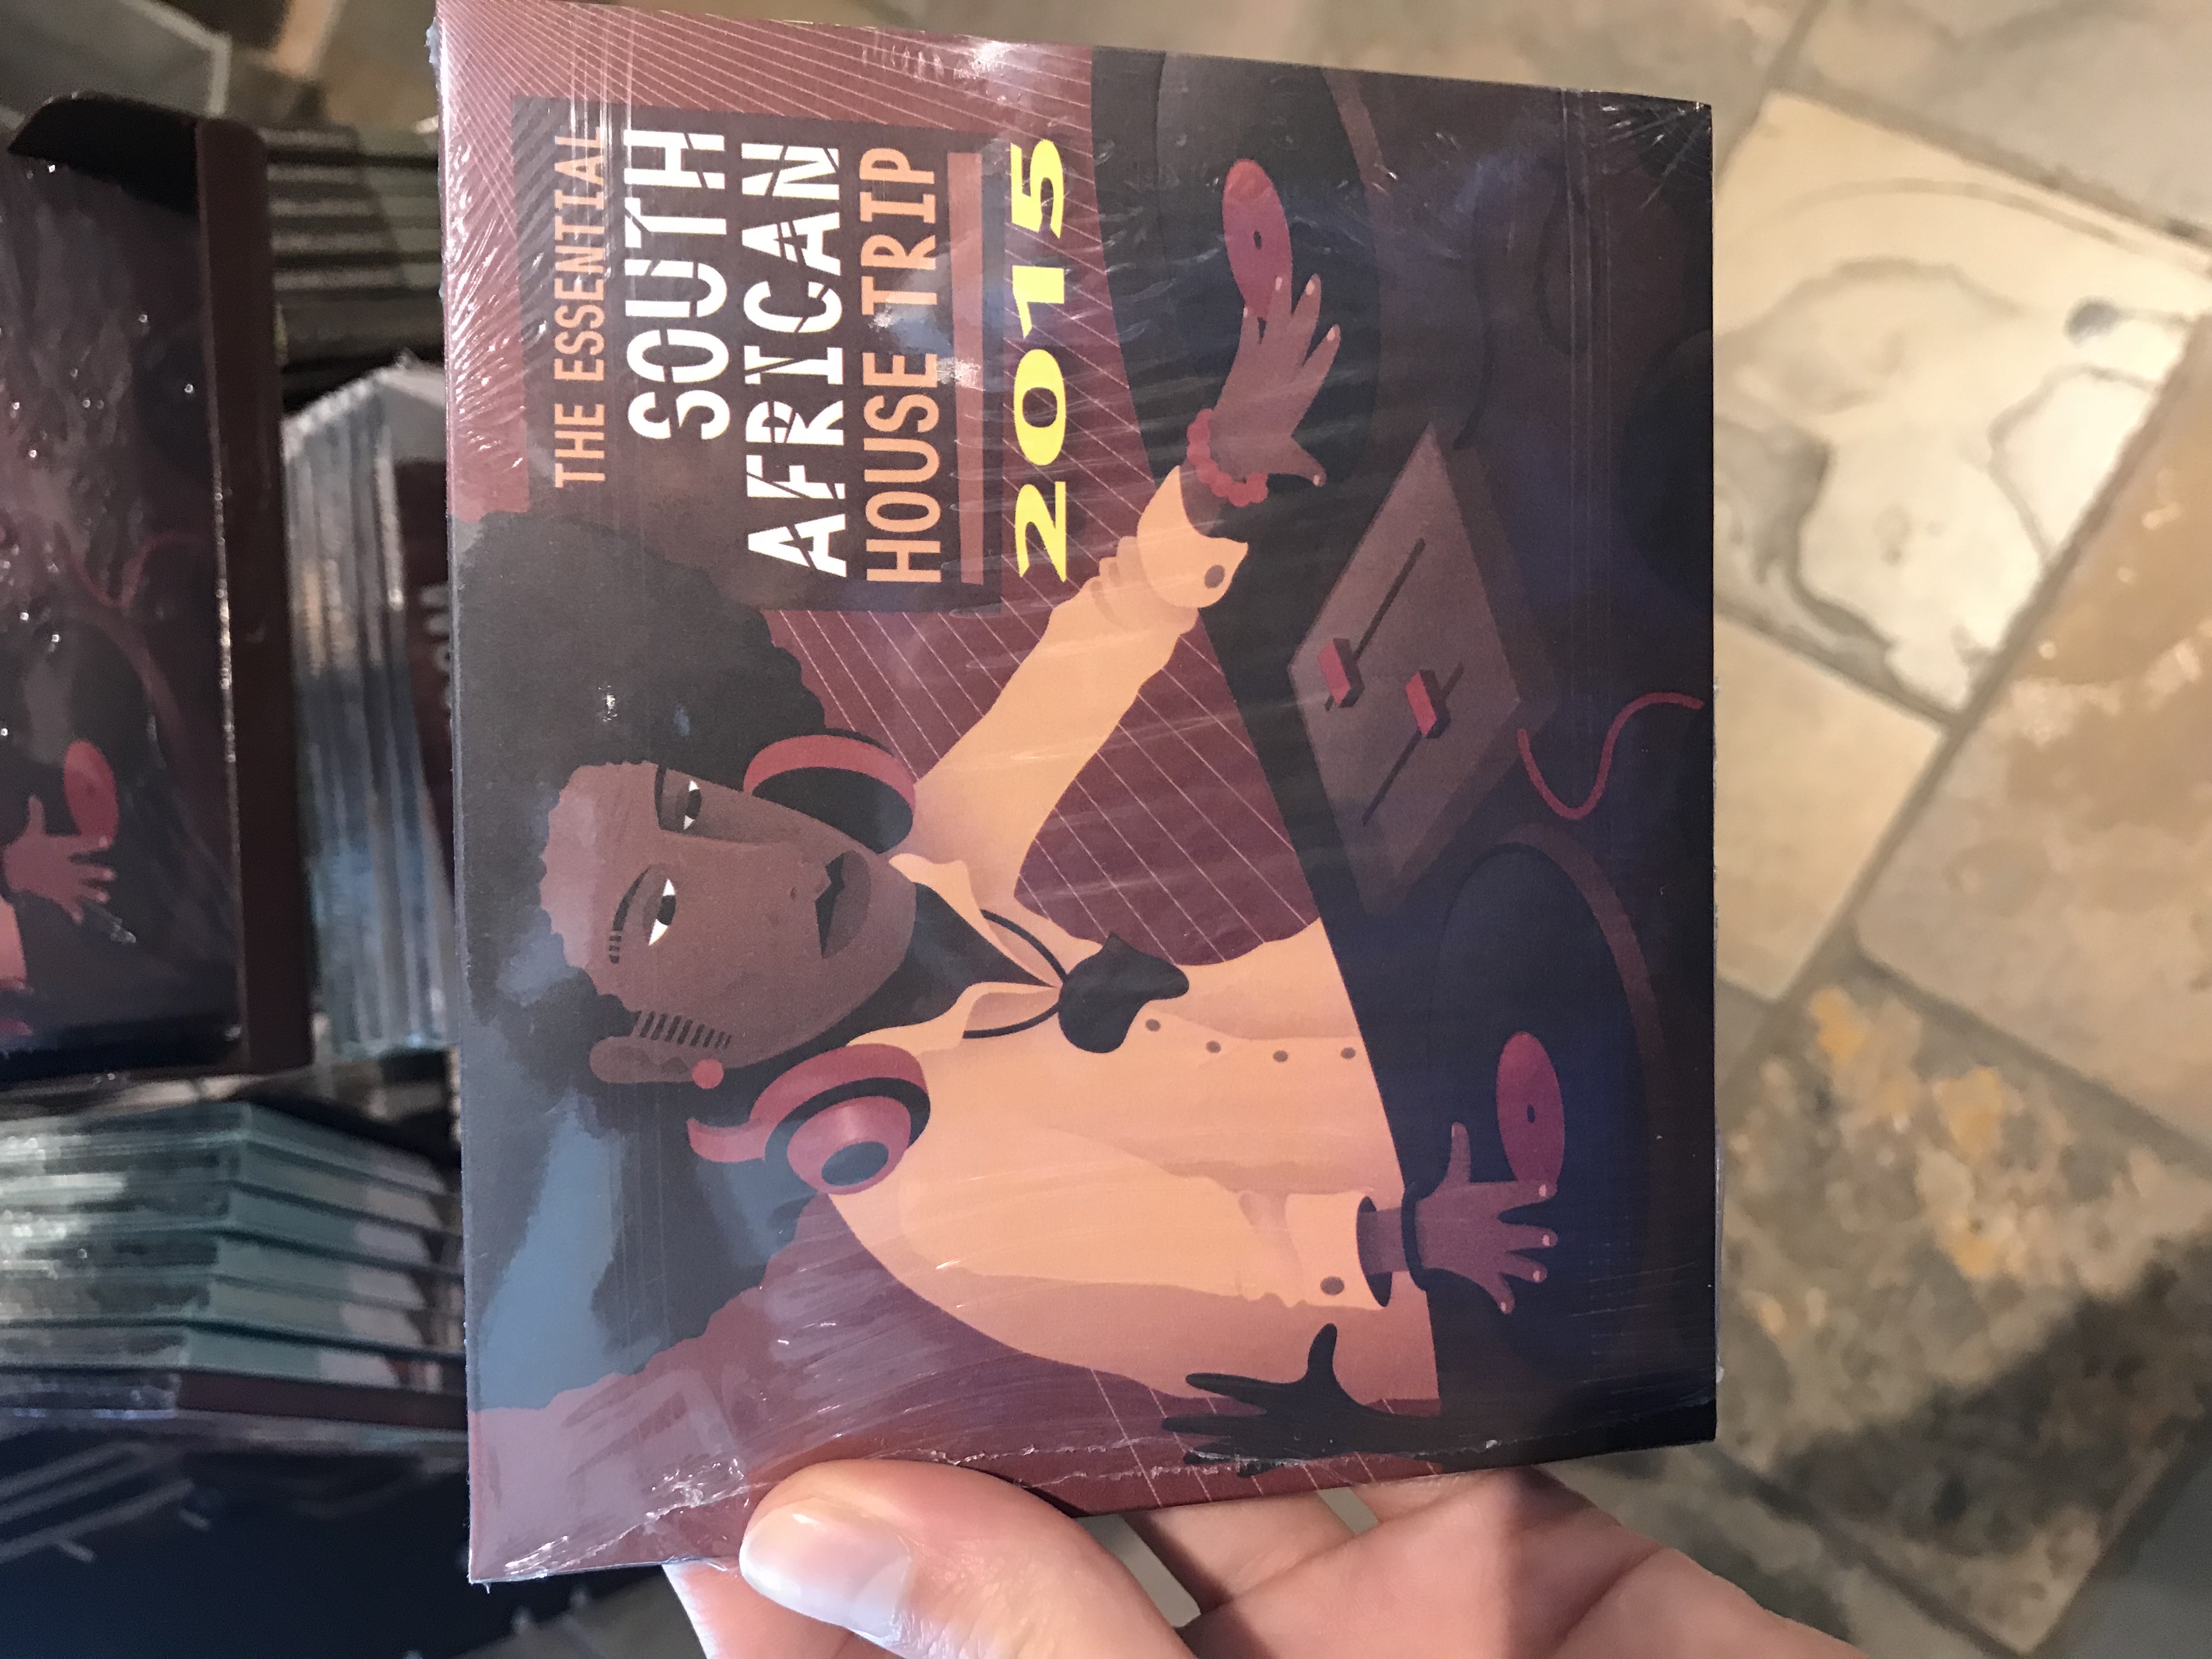 THE ESSENTIAL
SOUTH
AFRICAN
HOUSE TRIP
2015